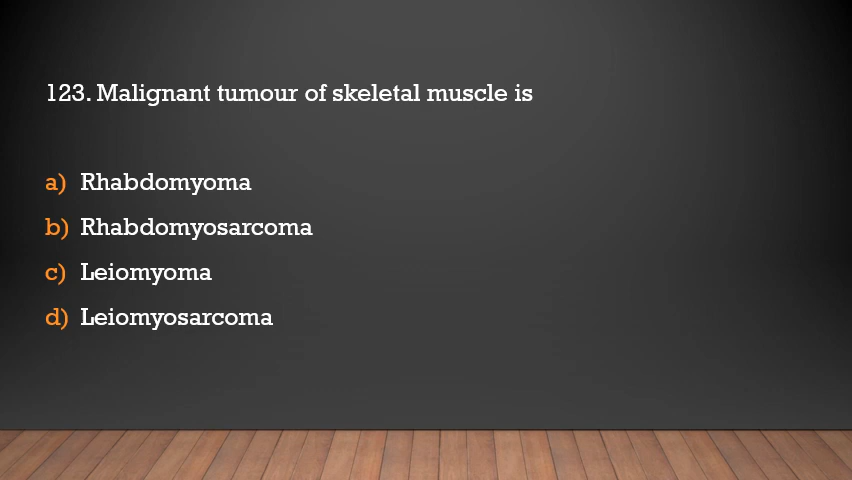 123. Malignant tumour of skeletal muscle is
a) Rhabdomyoma
b) Rhabdomyosarcoma
c) Leiomyoma
d) Leiomyosarcoma